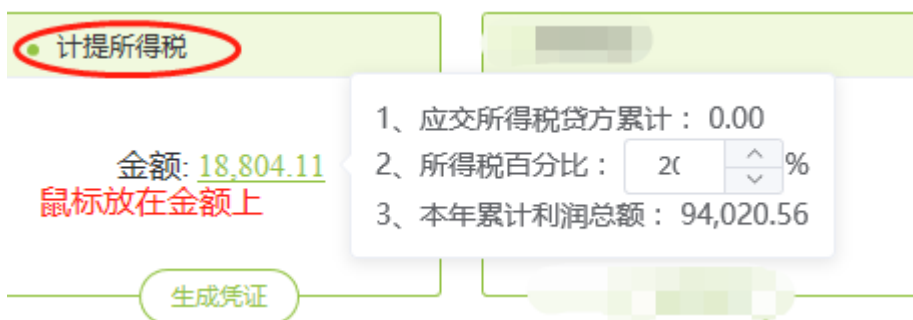 计提所得税
1、应交所得税贷方累计： 0.00
金额: 18,804.11
2、所得税百分比： 20 %
鼠标放在金额上
3、本年累计利润总额： 94,020.56
生成凭证